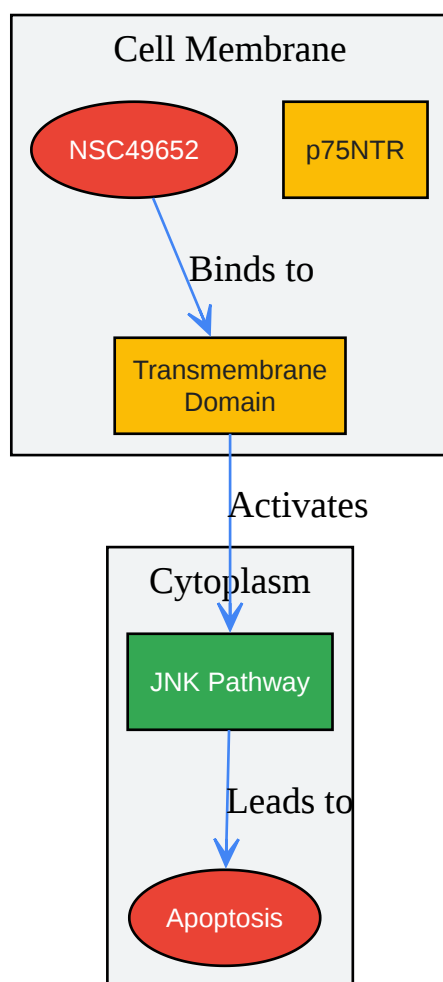 Cell Membrane
NSC49652
p75NTR
Binds to
Transmembrane
Domain
Activates
Cytoplasm
JNK Pathway
Leads to
Apoptosis